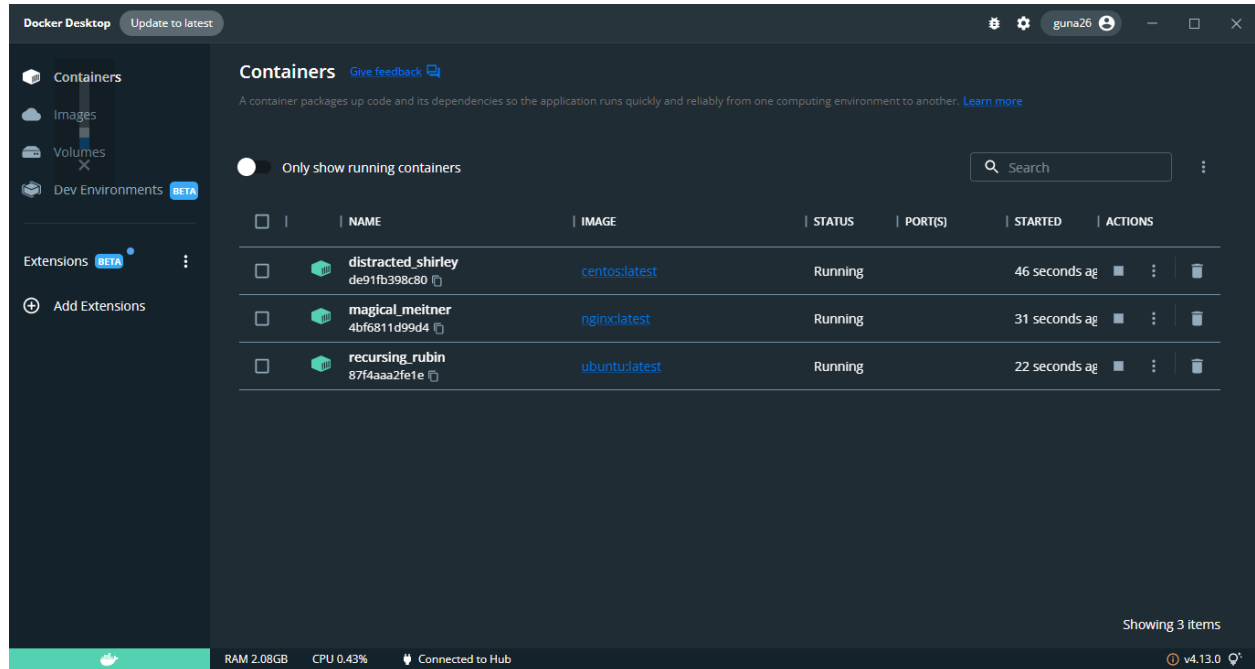 Docker Desktop Update to latest guna26
Containers
Images
Volumes
Dev Environments BETA
Extensions BETA
Add Extensions
Containers Give feedback
A container packages up code and its dependencies so the application runs quickly and reliably from one computing environment to another. Learn more
Only show running containers Search
NAME IMAGE STATUS PORT(S) STARTED ACTIONS
distracted_shirley
de91fb398c80 centos:latest Running 46 seconds ag
magical_meitner
4bf6811d99d4 nginx:latest Running 31 seconds ag
recursing_rubin
87f4aaa2fe1e ubuntu:latest Running 22 seconds ag
Showing 3 items
RAM 2.08GB CPU 0.43% Connected to Hub v4.13.0